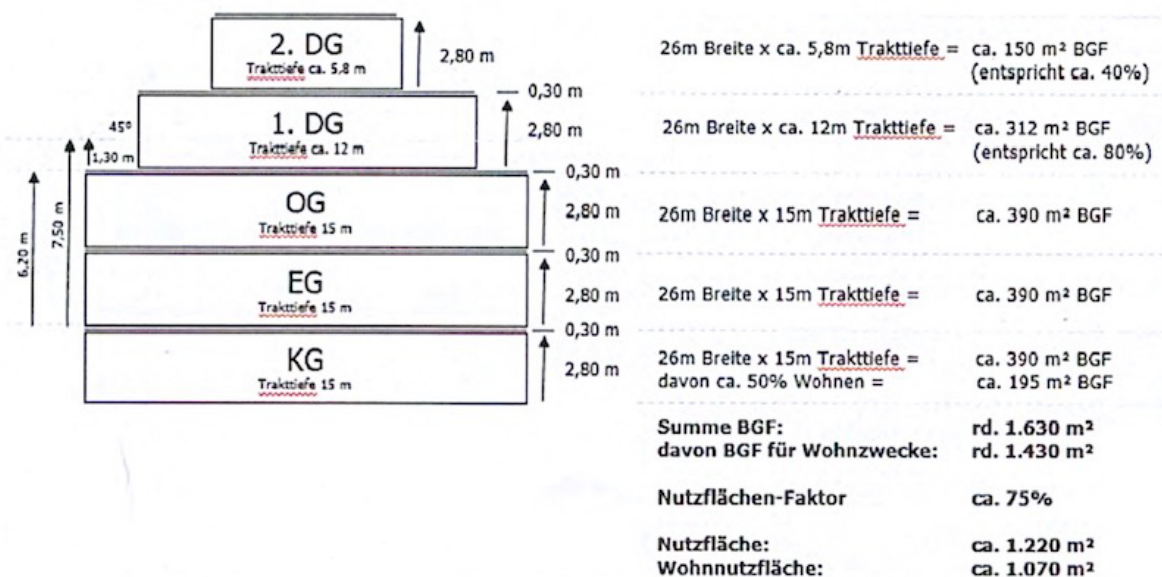 2. DG
Trakttiefe ca. 5,8 m
2,80 m
26m Breite x ca. 5,8m Trakttiefe = ca. 150 m² BGF
(entspricht ca. 40%)
0,30 m
1. DG
Trakttiefe ca. 12 m
45°
1,30 m
2,80 m
26m Breite x ca. 12m Trakttiefe = ca. 312 m² BGF
(entspricht ca. 80%)
0,30 m
OG
Trakttiefe 15 m
2,80 m
26m Breite x 15m Trakttiefe = ca. 390 m² BGF
6,20 m
7,50 m
0,30 m
EG
Trakttiefe 15 m
2,80 m
26m Breite x 15m Trakttiefe = ca. 390 m² BGF
0,30 m
KG
Trakttiefe 15 m
2,80 m
26m Breite x 15m Trakttiefe = ca. 390 m² BGF
davon ca. 50% Wohnen = ca. 195 m² BGF
Summe BGF: rd. 1.630 m²
davon BGF für Wohnzwecke: rd. 1.430 m²
Nutzflächen-Faktor ca. 75%
Nutzfläche: ca. 1.220 m²
Wohnnutzfläche: ca. 1.070 m²